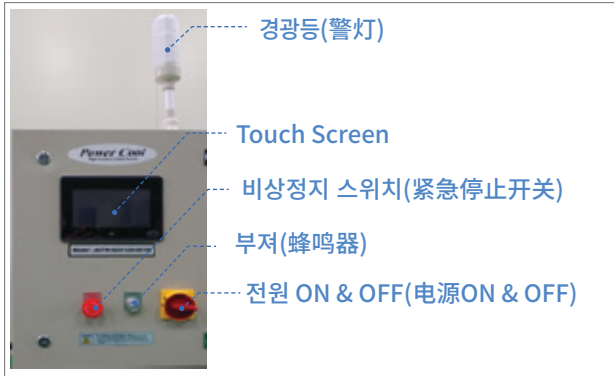 경광등(警灯)
Power Cool
Touch Screen
비상정지 스위치(紧急停止开关)
부져(蜂鸣器)
전원 ON & OFF(电源ON & OFF)